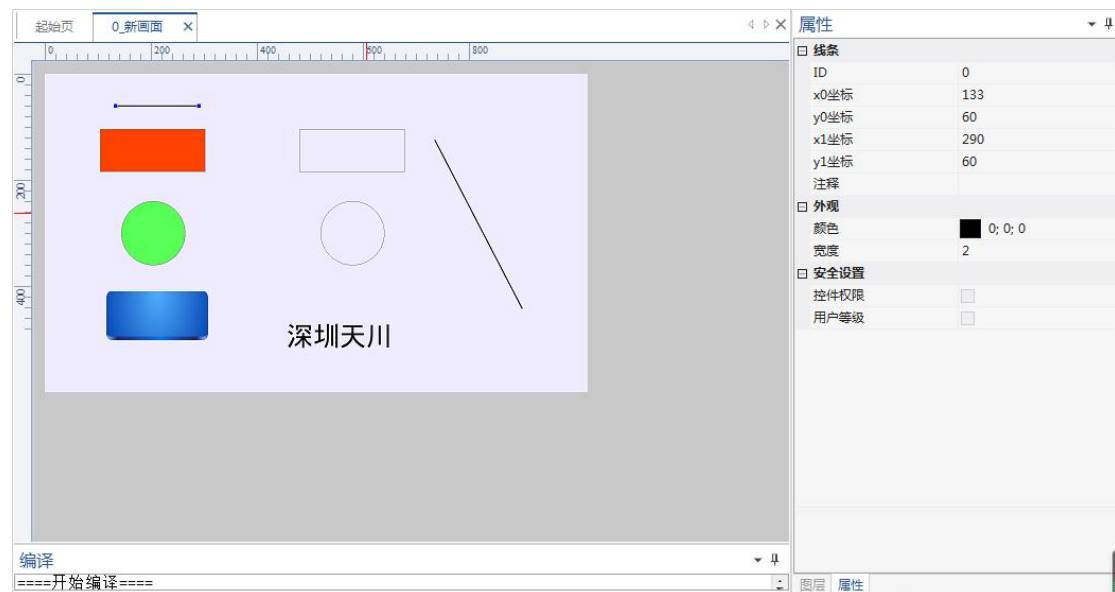 起始页 0_新画面
0 200 400 600 800
0
200
400
深圳天川
编译
====开始编译====
属性
线条
ID 0
x0坐标 133
y0坐标 60
x1坐标 290
y1坐标 60
注释
外观
颜色 0; 0; 0
宽度 2
安全设置
控件权限
用户等级
图层 属性